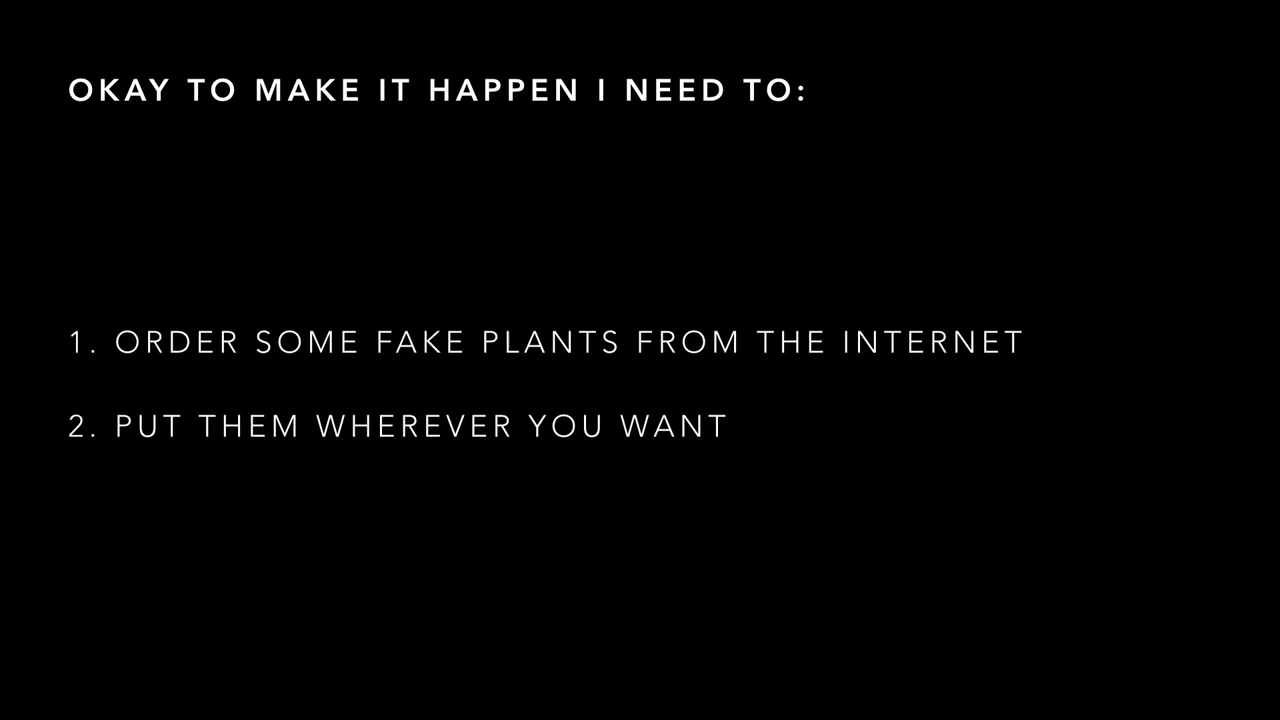 OKAY TO MAKE IT HAPPEN I NEED TO:
1. ORDER SOME FAKE PLANTS FROM THE INTERNET
2. PUT THEM WHEREVER YOU WANT